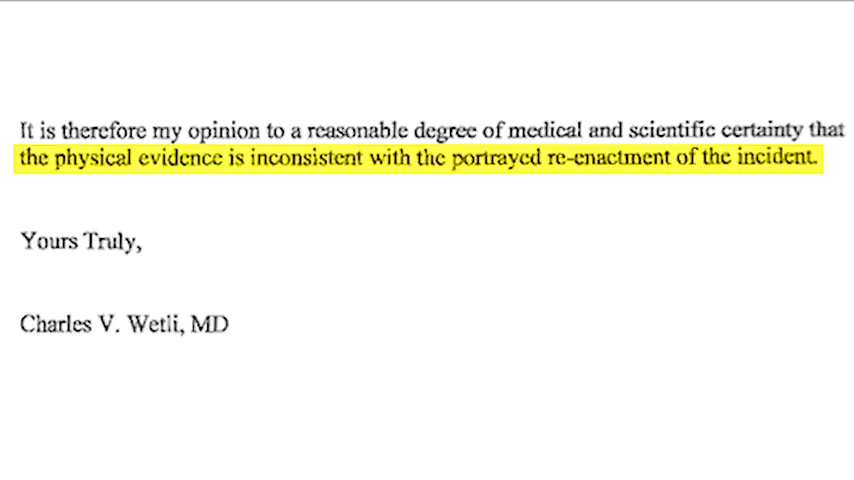 It is therefore my opinion to a reasonable degree of medical and scientific certainty that
the physical evidence is inconsistent with the portrayed re-enactment of the incident.
Yours Truly,
Charles V. Wetli, MD